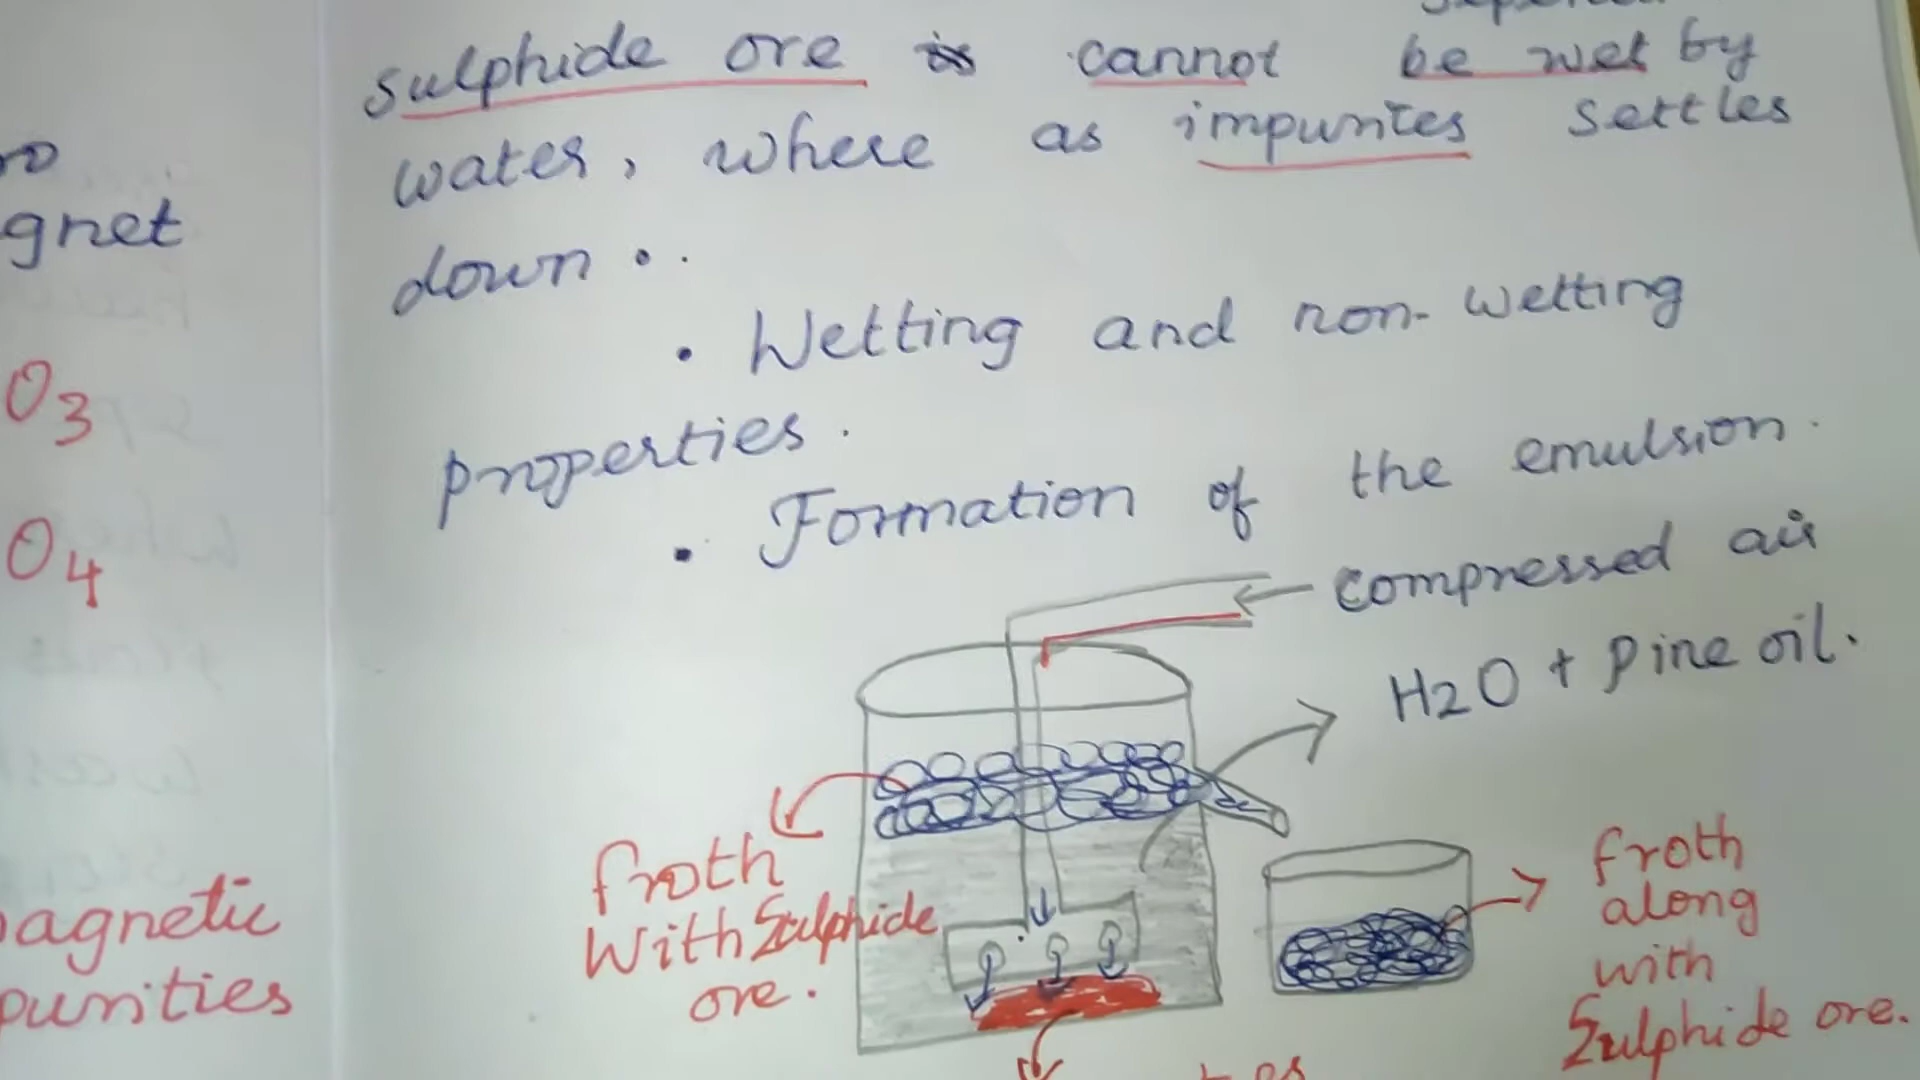 ro
gnet
O3
O4
agnetic
purities
sulphide ore cannot be wet by
water, where as impurites settles
down..
• Wetting and non-wetting
properties.
• Formation of the emulsion.
compressed air
H2O + pine oil.
froth
with Sulphide
ore.
froth
along
with
Sulphide ore.